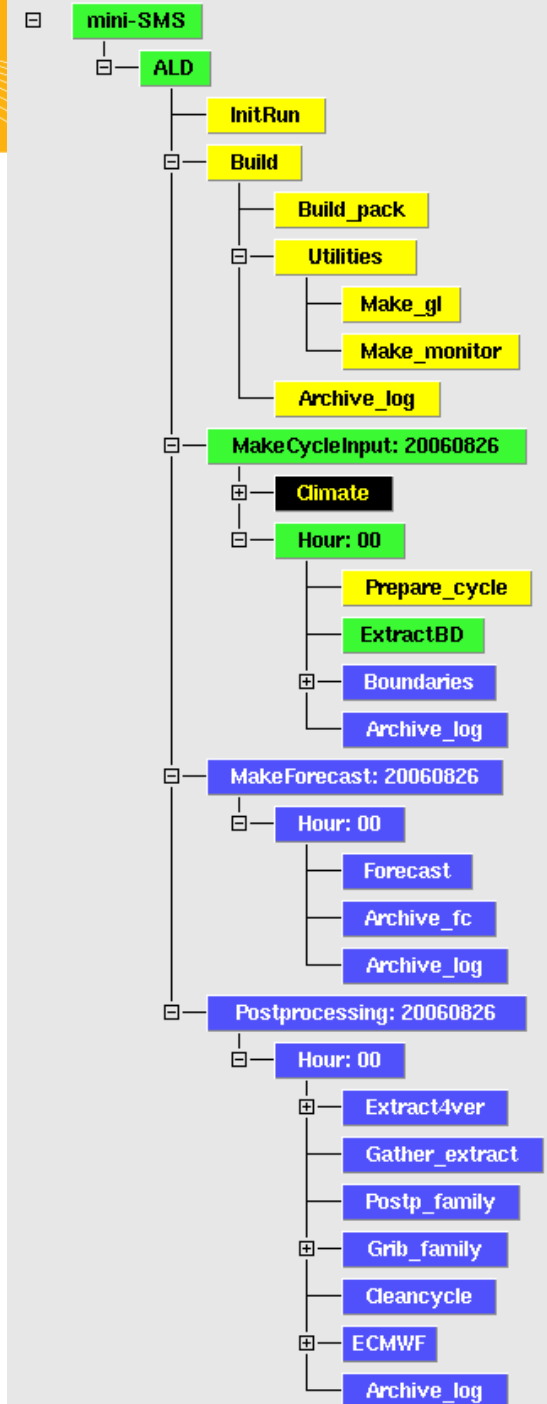 mini-SMS
ALD
InitRun
Build
Build_pack
Utilities
Make_gl
Make_monitor
Archive_log
MakeCycleInput: 20060826
Climate
Hour: 00
Prepare_cycle
ExtractBD
Boundaries
Archive_log
MakeForecast: 20060826
Hour: 00
Forecast
Archive_fc
Archive_log
Postprocessing: 20060826
Hour: 00
Extract4ver
Gather_extract
Postp_family
Grib_family
Cleancycle
ECMWF
Archive_log